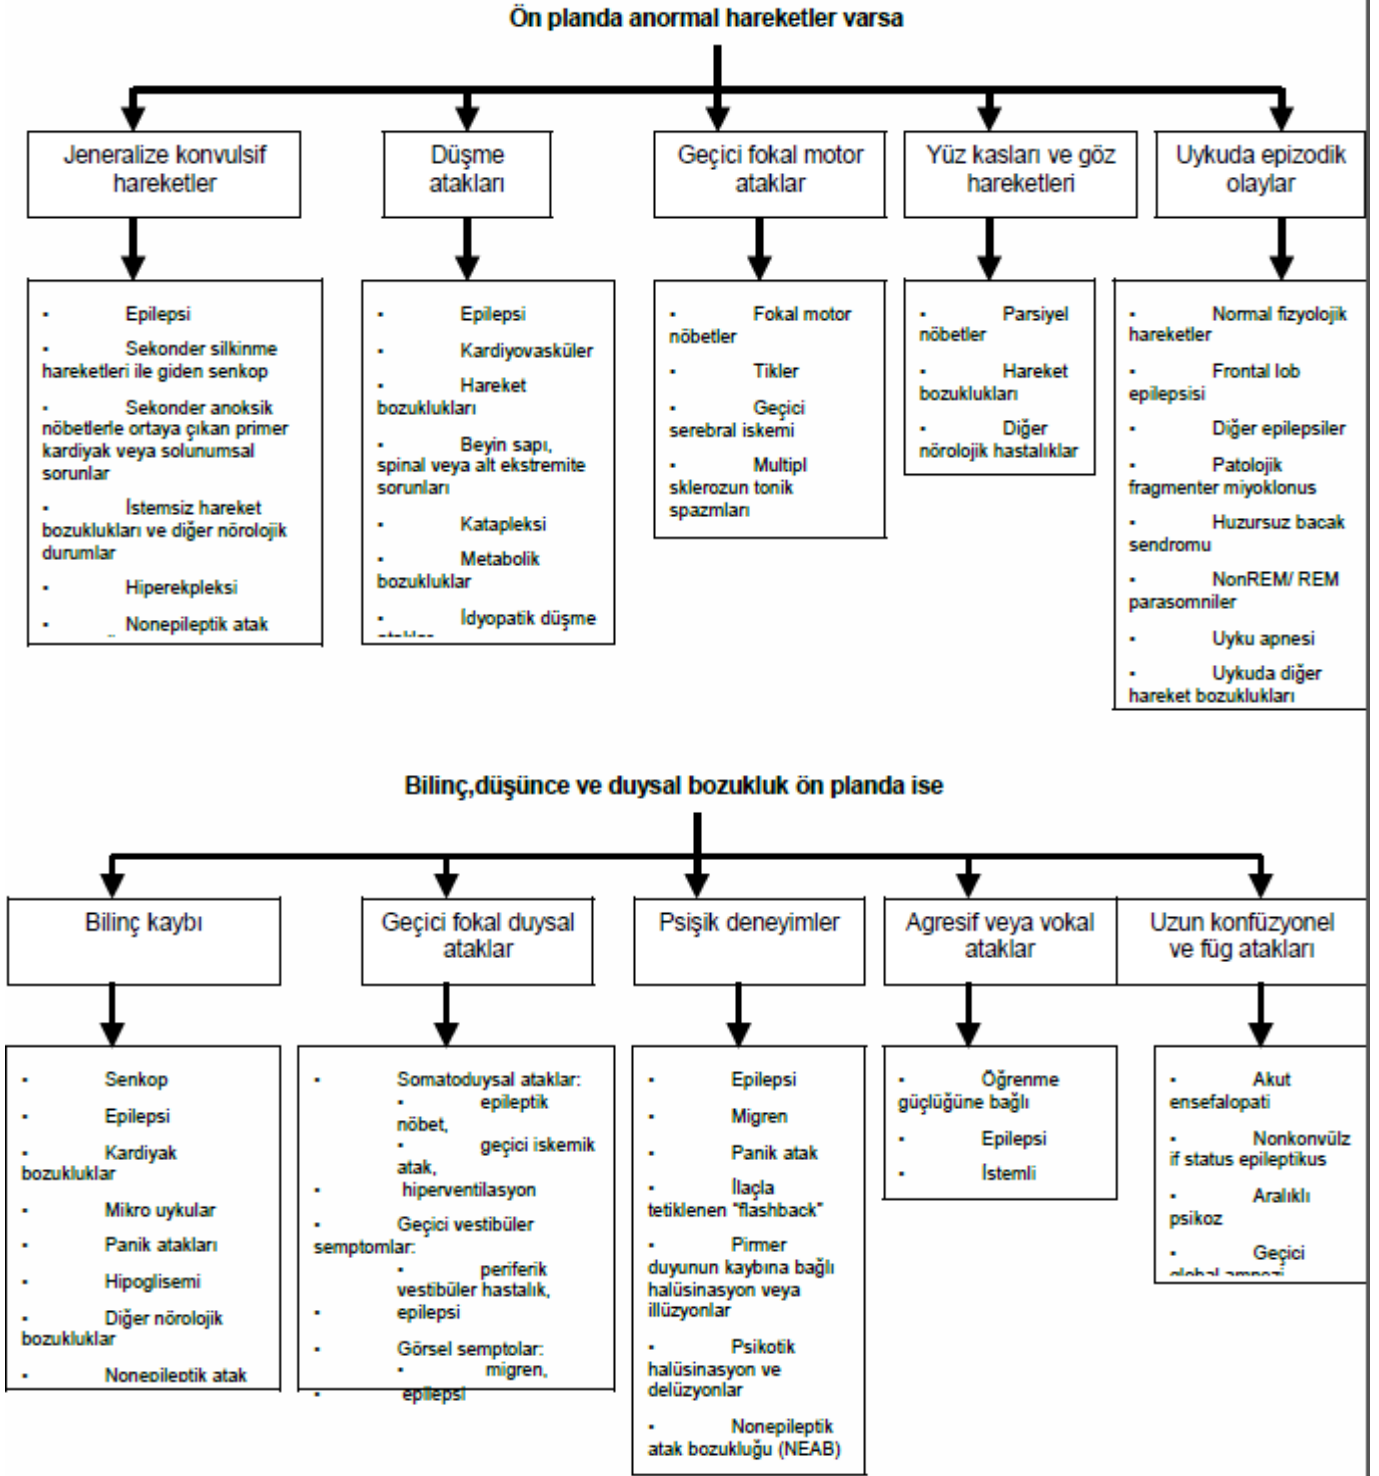 Ön planda anormal hareketler varsa
Jeneralize konvulsif
hareketler
Düşme
atakları
Geçici fokal motor
ataklar
Yüz kasları ve göz
hareketleri
Uykuda epizodik
olaylar
▪ Epilepsi
▪ Sekonder silkinme
hareketleri ile giden senkop
▪ Sekonder anoksik
nöbetlerle ortaya çıkan primer
kardiyak veya solunumsal
sorunlar
▪ İstemsiz hareket
bozuklukları ve diğer nörolojik
durumlar
▪ Hiperekpleksi
▪ Nonepileptik atak
▪ Epilepsi
▪ Kardiyovasküler
▪ Hareket
bozuklukları
▪ Beyin sapı,
spinal veya alt ekstremite
sorunları
▪ Katapleksi
▪ Metabolik
bozukluklar
▪ İdyopatik düşme
▪ Fokal motor
nöbetler
▪ Tikler
▪ Geçici
serebral iskemi
▪ Multipl
sklerozun tonik
spazmları
▪ Parsiyel
nöbetler
▪ Hareket
bozuklukları
▪ Diğer
nörolojik hastalıklar
▪ Normal fizyolojik
hareketler
▪ Frontal lob
epilepsisi
▪ Diğer epilepsiler
▪ Patolojik
fragmenter miyoklonus
▪ Huzursuz bacak
sendromu
▪ NonREM/ REM
parasomniler
▪ Uyku apnesi
▪ Uykuda diğer
hareket bozuklukları
Bilinç,düşünce ve duysal bozukluk ön planda ise
Bilinç kaybı
Geçici fokal duysal
ataklar
Psişik deneyimler
Agresif veya vokal
ataklar
Uzun konfüzyonel
ve füg atakları
▪ Senkop
▪ Epilepsi
▪ Kardiyak
bozukluklar
▪ Mikro uykular
▪ Panik atakları
▪ Hipoglisemi
▪ Diğer nörolojik
bozukluklar
▪ Nonepileptik atak
▪ Somatoduysal ataklar:
▪ epileptik
nöbet,
▪ geçici iskemik
atak,
▪ hiperventilasyon
▪ Geçici vestibüler
semptomlar:
▪ periferik
vestibüler hastalık,
▪ epilepsi
▪ Görsel semptolar:
▪ migren,
▪ epilepsi
▪ Epilepsi
▪ Migren
▪ Panik atak
▪ İlaçla
tetiklenen “flashback”
▪ Pirmer
duyunun kaybına bağlı
halüsinasyon veya
illüzyonlar
▪ Psikotik
halüsinasyon ve
delüzyonlar
▪ Nonepileptik
atak bozukluğu (NEAB)
▪ Öğrenme
güçlüğüne bağlı
▪ Epilepsi
▪ İstemli
▪ Akut
ensefalopati
▪ Nonkonvülz
if status epileptikus
▪ Aralıklı
psikoz
▪ Geçici
global amnezi